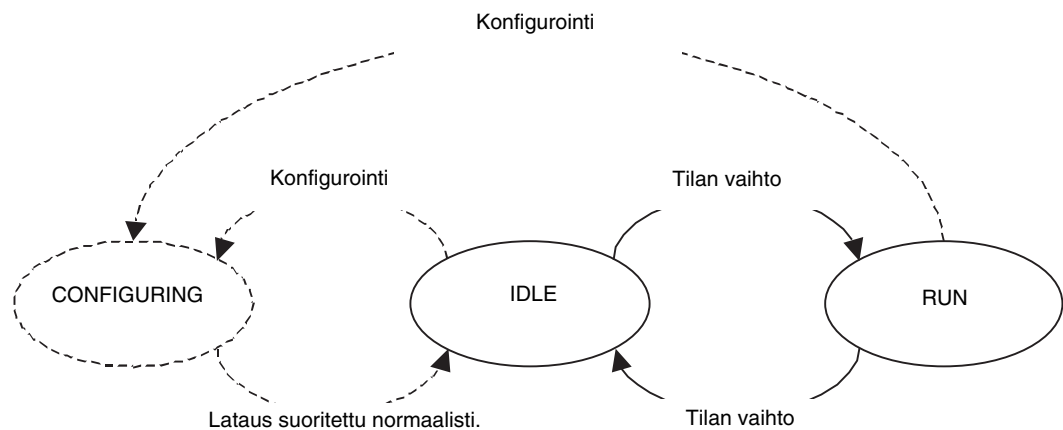 Konfigurointi
Konfigurointi
Tilan vaihto
CONFIGURING
IDLE
RUN
Lataus suoritettu normaalisti.
Tilan vaihto